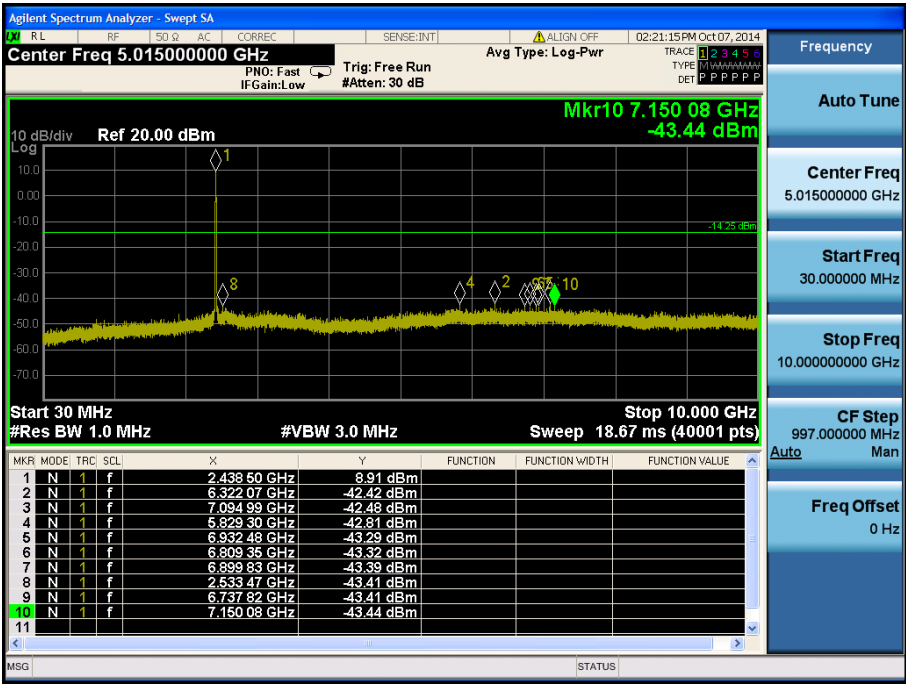 Agilent Spectrum Analyzer - Swept SA
LXI RL RF 50 Ω AC CORREC SENSE:INT ALIGN OFF 02:21:15 PM Oct 07, 2014
Center Freq 5.015000000 GHz Avg Type: Log-Pwr TRACE 1 2 3 4 5 6
PNO: Fast Trig: Free Run TYPE M WWWWW
IFGain:Low #Atten: 30 dB DET P P P P P P
Mkr10 7.150 08 GHz
-43.44 dBm
10 dB/div Ref 20.00 dBm
Log
10.0
0.00
-10.0
-14.25 dBm
-20.0
-30.0
-40.0
-50.0
-60.0
-70.0
1
8
4
2
10
Start 30 MHz Stop 10.000 GHz
#Res BW 1.0 MHz #VBW 3.0 MHz Sweep 18.67 ms (40001 pts)
MKR MODE TRC SCL X Y FUNCTION FUNCTION WIDTH FUNCTION VALUE
1 N 1 f 2.438 50 GHz 8.91 dBm
2 N 1 f 6.322 07 GHz -42.42 dBm
3 N 1 f 7.094 99 GHz -42.48 dBm
4 N 1 f 5.829 30 GHz -42.81 dBm
5 N 1 f 6.932 48 GHz -43.29 dBm
6 N 1 f 6.809 35 GHz -43.32 dBm
7 N 1 f 6.899 83 GHz -43.39 dBm
8 N 1 f 2.533 47 GHz -43.41 dBm
9 N 1 f 6.737 82 GHz -43.41 dBm
10 N 1 f 7.150 08 GHz -43.44 dBm
11
MSG STATUS
Frequency
Auto Tune
Center Freq
5.015000000 GHz
Start Freq
30.000000 MHz
Stop Freq
10.000000000 GHz
CF Step
997.000000 MHz
Auto Man
Freq Offset
0 Hz